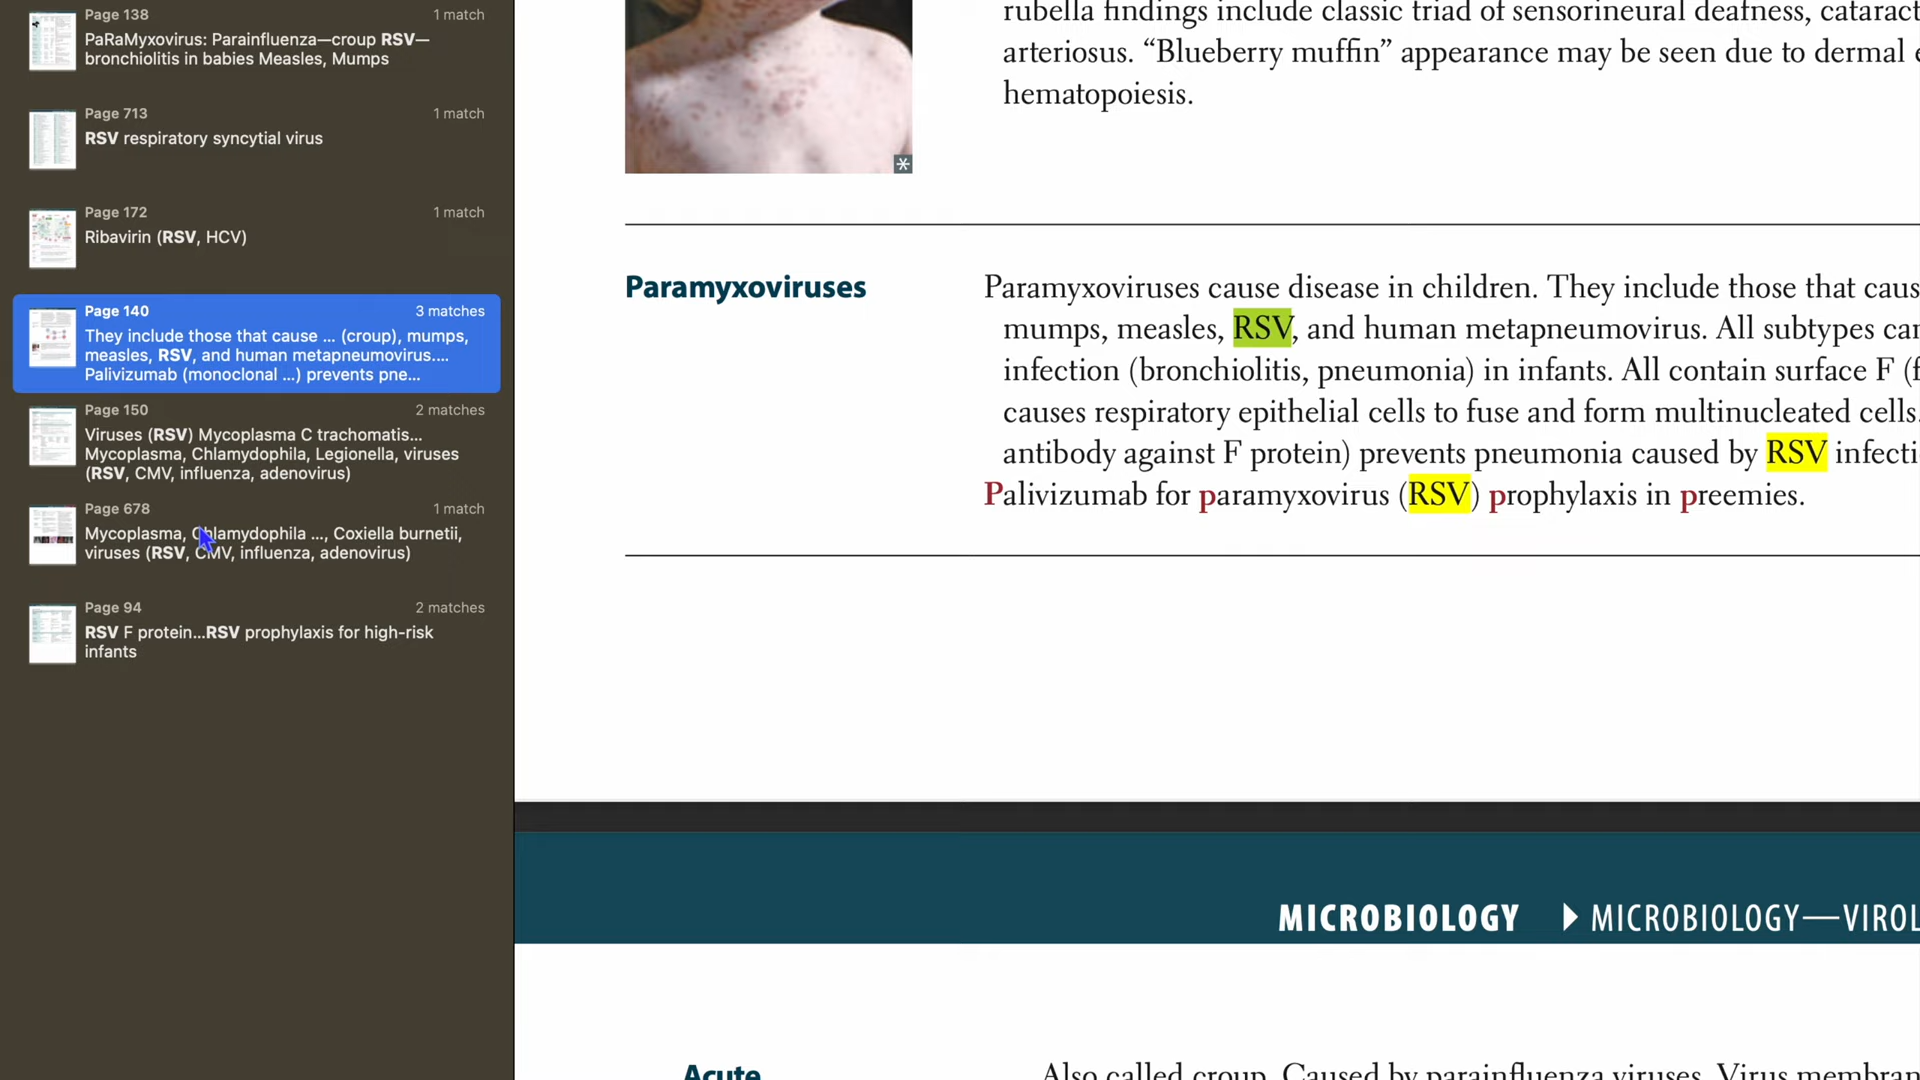 Page 138 1 match
PaRaMyxovirus: Parainfluenza—croup RSV—
bronchiolitis in babies Measles, Mumps
Page 713 1 match
RSV respiratory syncytial virus
Page 172 1 match
Ribavirin (RSV, HCV)
Page 140 3 matches
They include those that cause ... (croup), mumps,
measles, RSV, and human metapneumovirus....
Palivizumab (monoclonal ...) prevents pne...
Page 150 2 matches
Viruses (RSV) Mycoplasma C trachomatis...
Mycoplasma, Chlamydophila, Legionella, viruses
(RSV, CMV, influenza, adenovirus)
Page 678 1 match
Mycoplasma, Chlamydophila ..., Coxiella burnetii,
viruses (RSV, CMV, influenza, adenovirus)
Page 94 2 matches
RSV F protein...RSV prophylaxis for high-risk
infants
rubella findings include classic triad of sensorineural deafness, cataract
arteriosus. “Blueberry muffin” appearance may be seen due to dermal e
hematopoiesis.
Paramyxoviruses
Paramyxoviruses cause disease in children. They include those that caus
mumps, measles, RSV, and human metapneumovirus. All subtypes can
infection (bronchiolitis, pneumonia) in infants. All contain surface F (f
causes respiratory epithelial cells to fuse and form multinucleated cells.
antibody against F protein) prevents pneumonia caused by RSV infecti
Palivizumab for paramyxovirus (RSV) prophylaxis in preemies.
MICROBIOLOGY MICROBIOLOGY—VIROL
Acute
Also called croup. Caused by parainfluenza viruses. Virus membran